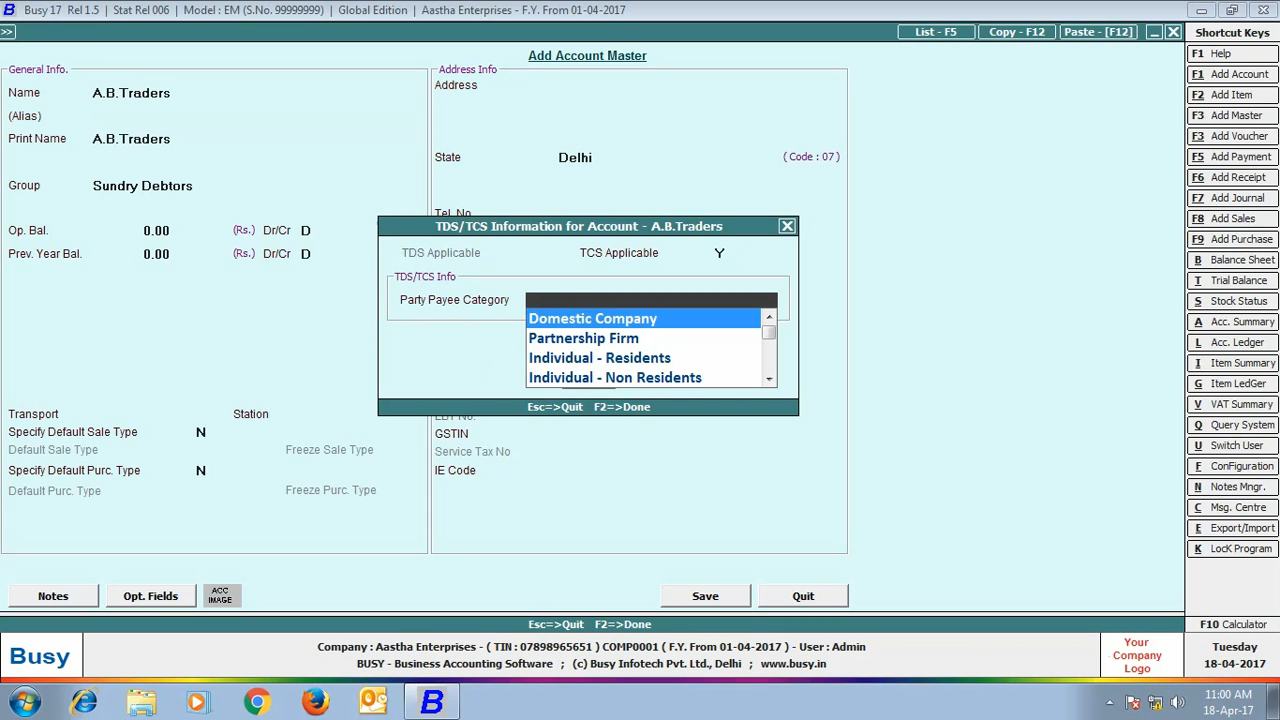 Busy 17 Rel 1.5 | Stat Rel 006 | Model : EM (S.No. 99999999) | Global Edition | Aastha Enterprises - F.Y. From 01-04-2017
>> List - F5 Copy - F12 Paste - [F12]
Shortcut Keys
Add Account Master
General Info.
Name A.B.Traders
(Alias)
Print Name A.B.Traders
Group Sundry Debtors
Op. Bal. 0.00 (Rs.) Dr/Cr D
Prev. Year Bal. 0.00 (Rs.) Dr/Cr D
Transport Station
Specify Default Sale Type N
Default Sale Type Freeze Sale Type
Specify Default Purc. Type N
Default Purc. Type Freeze Purc. Type
Address Info
Address
State Delhi ( Code : 07 )
Tel. No.
TDS/TCS Information for Account - A.B.Traders
TDS Applicable TCS Applicable Y
TDS/TCS Info
Party Payee Category
Domestic Company
Partnership Firm
Individual - Residents
Individual - Non Residents
Esc=>Quit F2=>Done
GSTIN
Service Tax No
IE Code
Notes Opt. Fields ACC IMAGE Save Quit
Esc=>Quit F2=>Done
F1 Help
F1 Add Account
F2 Add Item
F3 Add Master
F3 Add Voucher
F5 Add Payment
F6 Add Receipt
F7 Add Journal
F8 Add Sales
F9 Add Purchase
B Balance Sheet
T Trial Balance
S Stock Status
A Acc. Summary
L Acc. Ledger
I Item Summary
G Item LedGer
V VAT Summary
Q Query System
U Switch User
F ConFiguration
N Notes Mngr.
C Msg. Centre
E Export/Import
K LocK Program
F10 Calculator
Busy
Company : Aastha Enterprises - ( TIN : 07898965651 ) COMP0001 ( F.Y. From 01-04-2017 ) - User : Admin
BUSY - Business Accounting Software ; (c) Busy Infotech Pvt. Ltd., Delhi ; www.busy.in
Your
Company
Logo
Tuesday
18-04-2017
11:00 AM
18-Apr-17